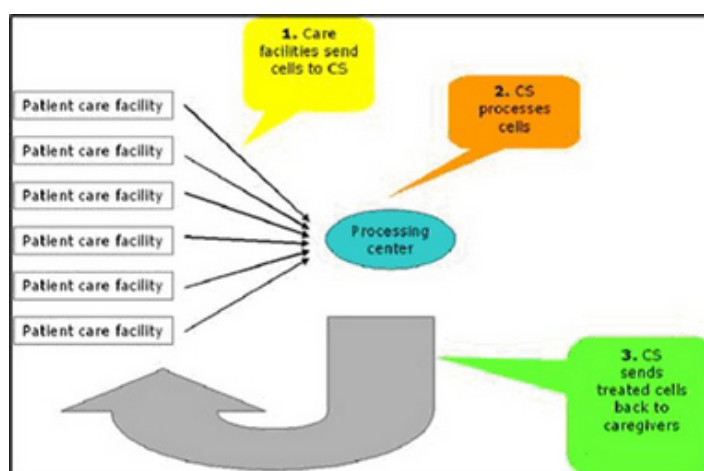 1. Care
facilities send
cells to CS
2. CS
processes
cells
Patient care facility
Patient care facility
Patient care facility
Patient care facility
Patient care facility
Patient care facility
Processing
center
3. CS
sends
treated cells
back to
caregivers